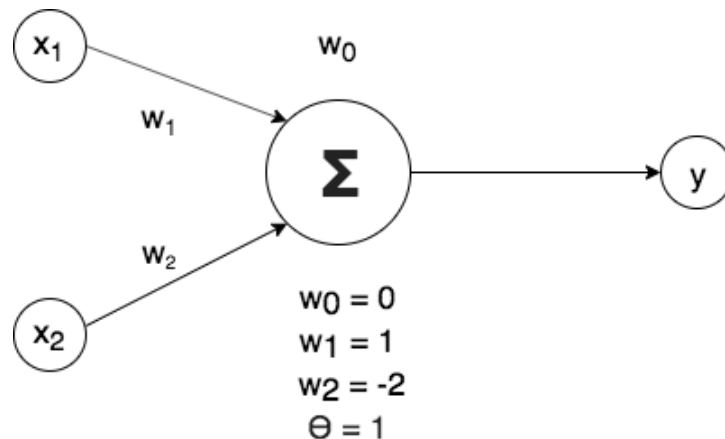 x₁
w₀
w₁
Σ
y
w₂
x₂
w₀ = 0
w₁ = 1
w₂ = -2
Θ = 1